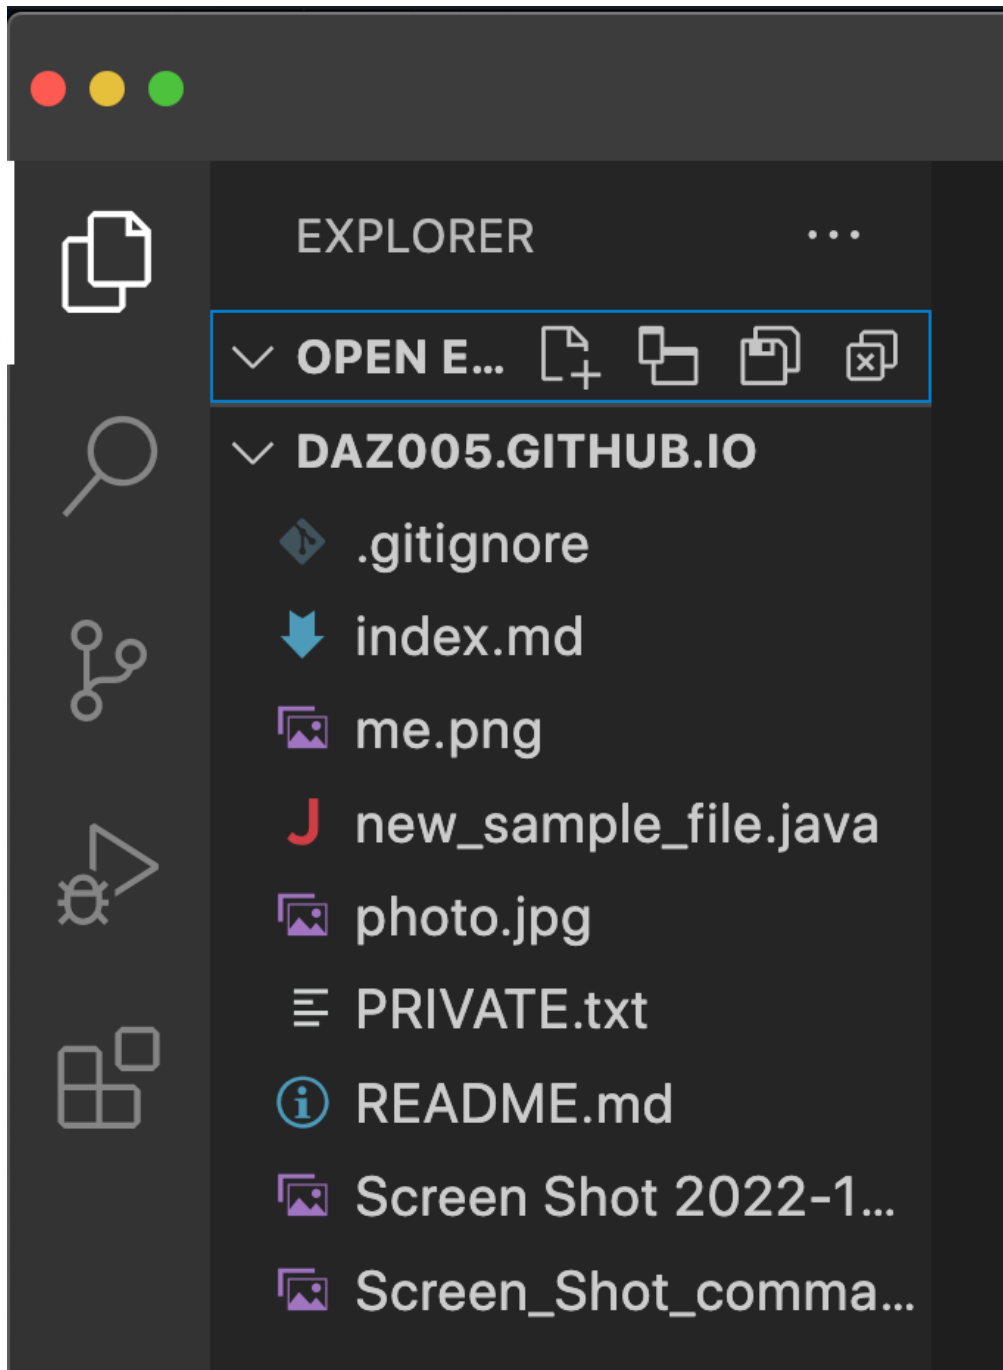 EXPLORER ...
OPEN E...
DAZ005.GITHUB.IO
.gitignore
index.md
me.png
J new_sample_file.java
photo.jpg
PRIVATE.txt
README.md
Screen Shot 2022-1...
Screen_Shot_comma...